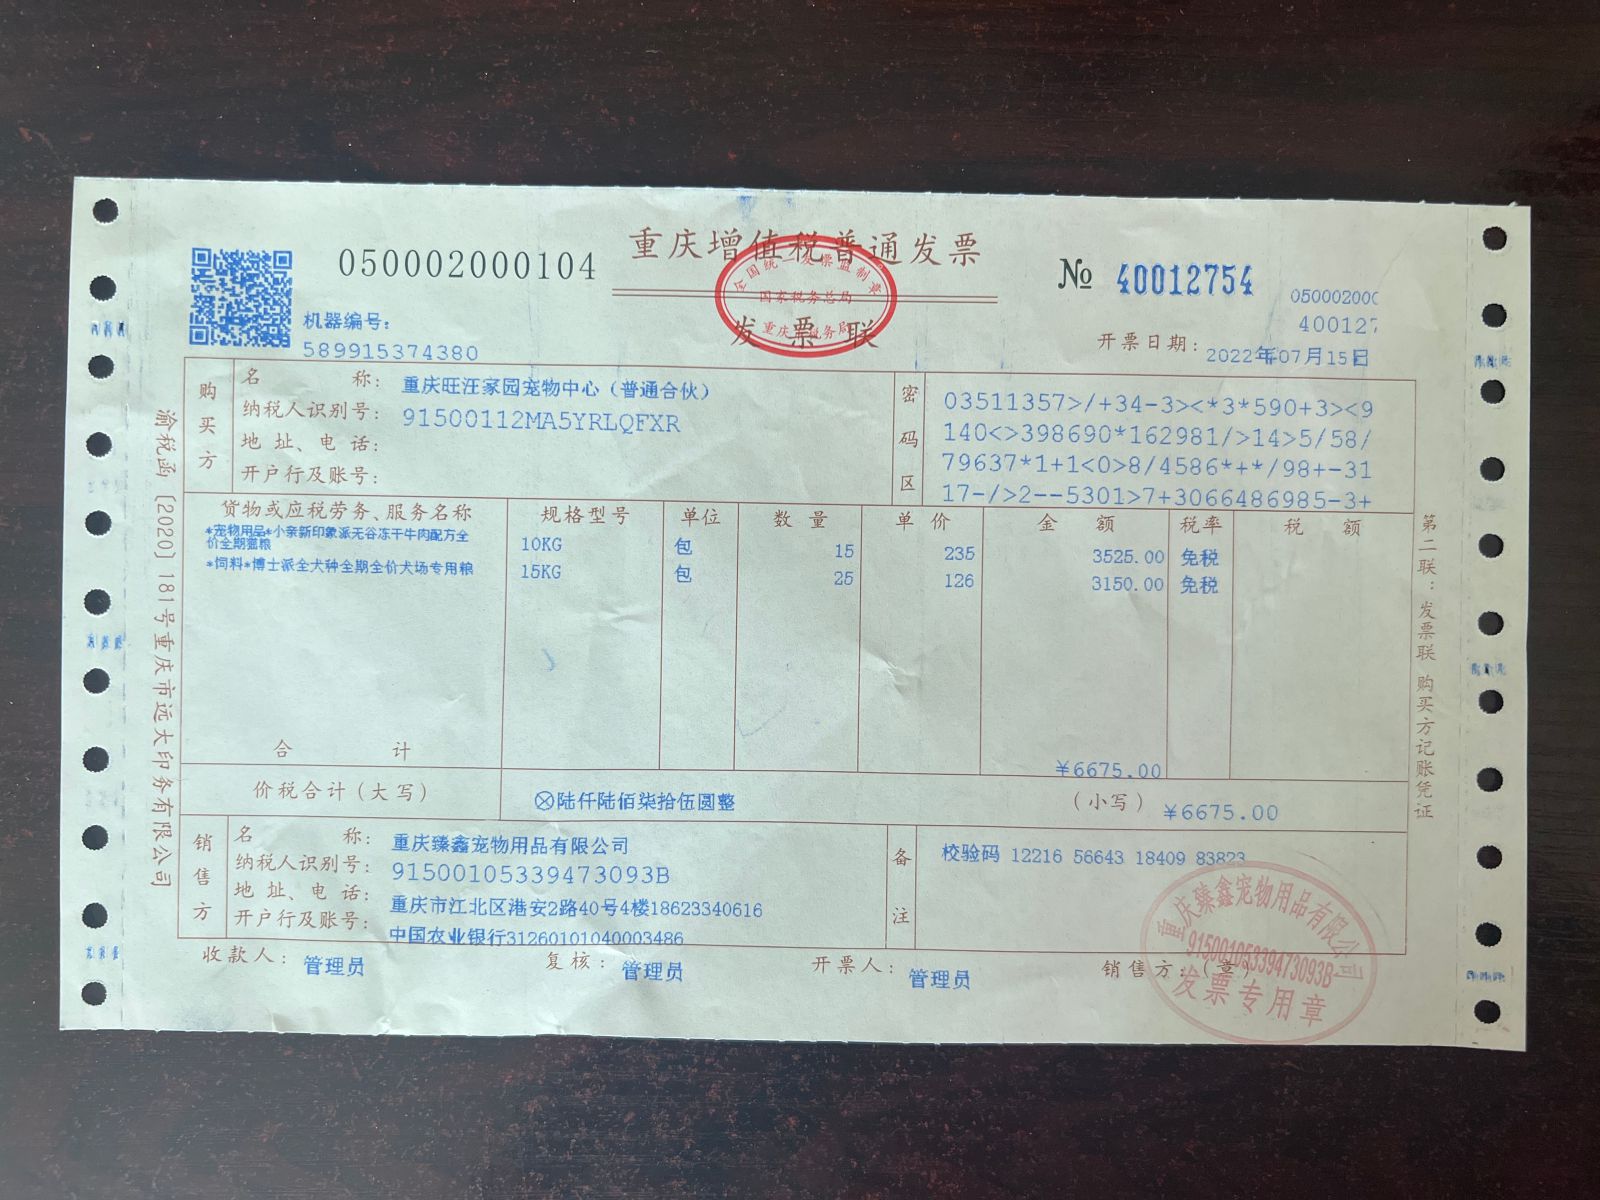 重庆增值税普通发票
050002000104
全国统一发票监制章
国家税务总局
重庆 税务局
发票联
№ 40012754
05000200
40012
机器编号:
589915374380
开票日期: 2022年07月15日
购买方
名称: 重庆旺汪家园宠物中心（普通合伙）
纳税人识别号: 91500112MA5YRLQFXR
地址、电话:
开户行及账号:
密码区
03511357>/+34-3><*3*590+3><9
140<>398690*162981/>14>5/58/
79637*1+1<0>8/4586*+*/98+-31
17-/>2--5301>7+3066486985-3+
货物或应税劳务、服务名称 规格型号 单位 数量 单价 金额 税率 税额
*宠物用品*小亲新印象派无谷冻干牛肉配方全
价全期猫粮 10KG 包 15 235 3525.00 免税
*饲料*博士派全犬种全期全价犬场专用粮 15KG 包 25 126 3150.00 免税
合计 ¥6675.00
价税合计（大写） ⊗陆仟陆佰柒拾伍圆整 （小写） ¥6675.00
销售方
名称: 重庆臻鑫宠物用品有限公司
纳税人识别号: 91500105339473093B
地址、电话: 重庆市江北区港安2路40号4楼18623340616
开户行及账号: 中国农业银行31260101040003486
备注
校验码 12216 56643 18409 83823
收款人: 管理员 复核: 管理员 开票人: 管理员 销售方:（章）
重庆臻鑫宠物用品有限公司
91500105339473093B
发票专用章
渝税函〔2020〕181号重庆市远大印务有限公司
第二联：发票联 购买方记账凭证